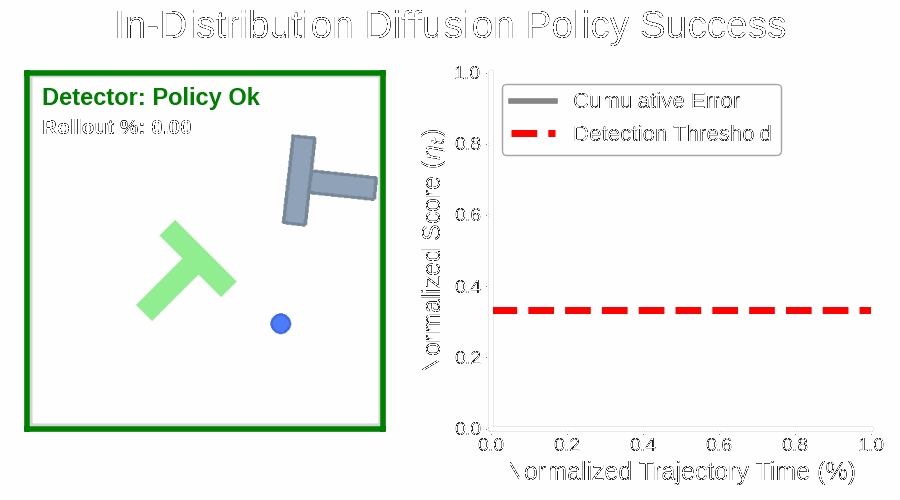 In-Distribution Diffusion Policy Success
Detector: Policy Ok
Rollout %: 0.00
Cumulative Error
Detection Threshold
1.0
0.8
0.6
0.4
0.2
0.0
0.0 0.2 0.4 0.6 0.8 1.0
Normalized Score (η_t)
Normalized Trajectory Time (%)